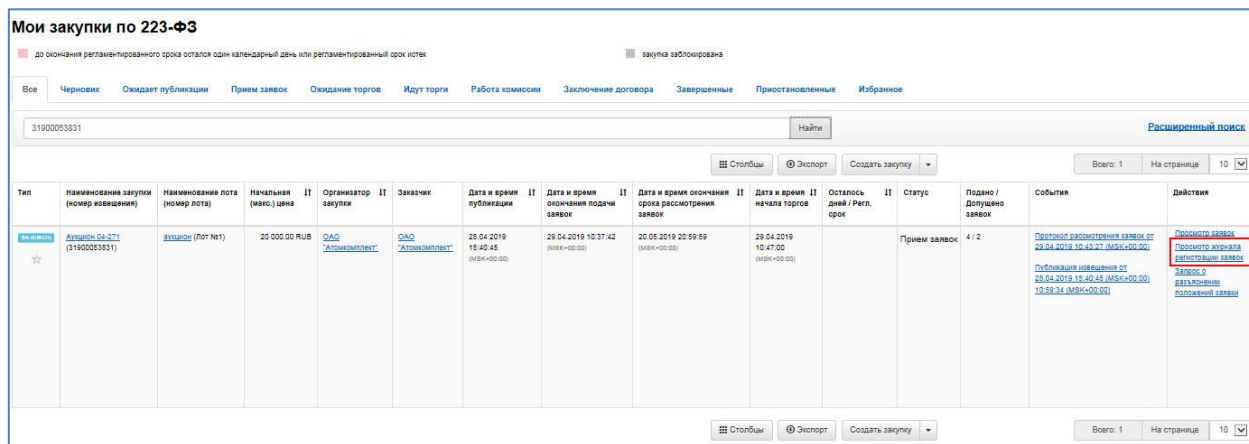 Мои закупки по 223-ФЗ
до окончания регламентированного срока остался один календарный день или регламентированный срок истек
закупка заблокирована
Все Черновик Ожидает публикации Прием заявок Ожидание торгов Идут торги Работа комиссии Заключение договора Завершенные Приостановленные Избранное
31900053831 Найти Расширенный поиск
Столбцы Экспорт Создать закупку Всего: 1 На странице 10
Тип
Наименование закупки
(номер извещения)
Наименование лота
(номер лота)
Начальная
(макс.) цена
Организатор
закупки
Заказчик
Дата и время
публикации
Дата и время
окончания подачи
заявок
Дата и время окончания
срока рассмотрения
заявок
Дата и время
начала торгов
Осталось
дней / Регл.
срок
Статус
Подано /
Допущено
заявок
События
Действия
Аукцион 04-271
(31900053831)
аукцион (Лот №1)
20 000.00 RUB
ОАО
"Атомкомплект"
ОАО
"Атомкомплект"
28.04.2019
15:40:45
(MSK+00:00)
29.04.2019 10:37:42
(MSK+00:00)
20.05.2019 20:59:59
(MSK+00:00)
29.04.2019
10:47:00
(MSK+00:00)
Прием заявок
4 / 2
Протокол рассмотрения заявок от
29.04.2019 10:43:27 (MSK+00:00)
Публикация извещения от
28.04.2019 15:40:45 (MSK+00:00)
10:59:34 (MSK+00:00)
Просмотр заявок
Просмотр журнала
регистрации заявок
Запрос о
разъяснении
положений заявки
Столбцы Экспорт Создать закупку Всего: 1 На странице 10